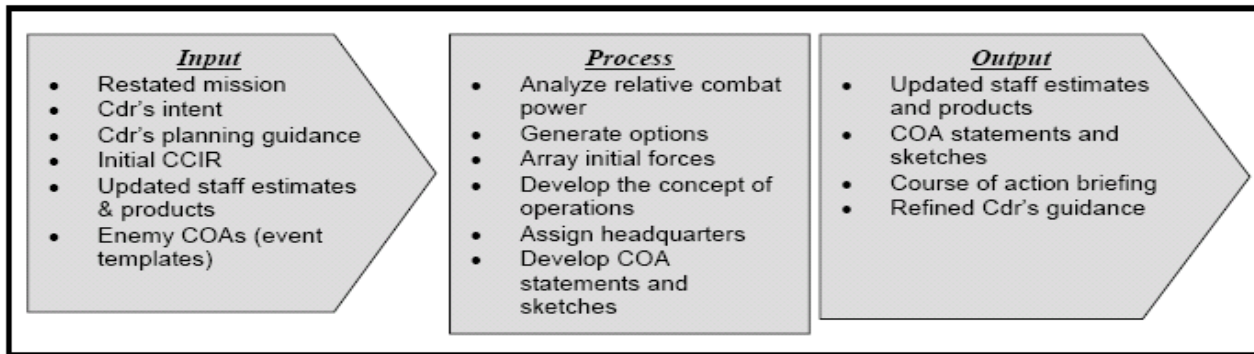 Input
• Restated mission
• Cdr's intent
• Cdr's planning guidance
• Initial CCIR
• Updated staff estimates
& products
• Enemy COAs (event
templates)
Process
• Analyze relative combat
power
• Generate options
• Array initial forces
• Develop the concept of
operations
• Assign headquarters
• Develop COA
statements and
sketches
Output
• Updated staff estimates
and products
• COA statements and
sketches
• Course of action briefing
• Refined Cdr's guidance